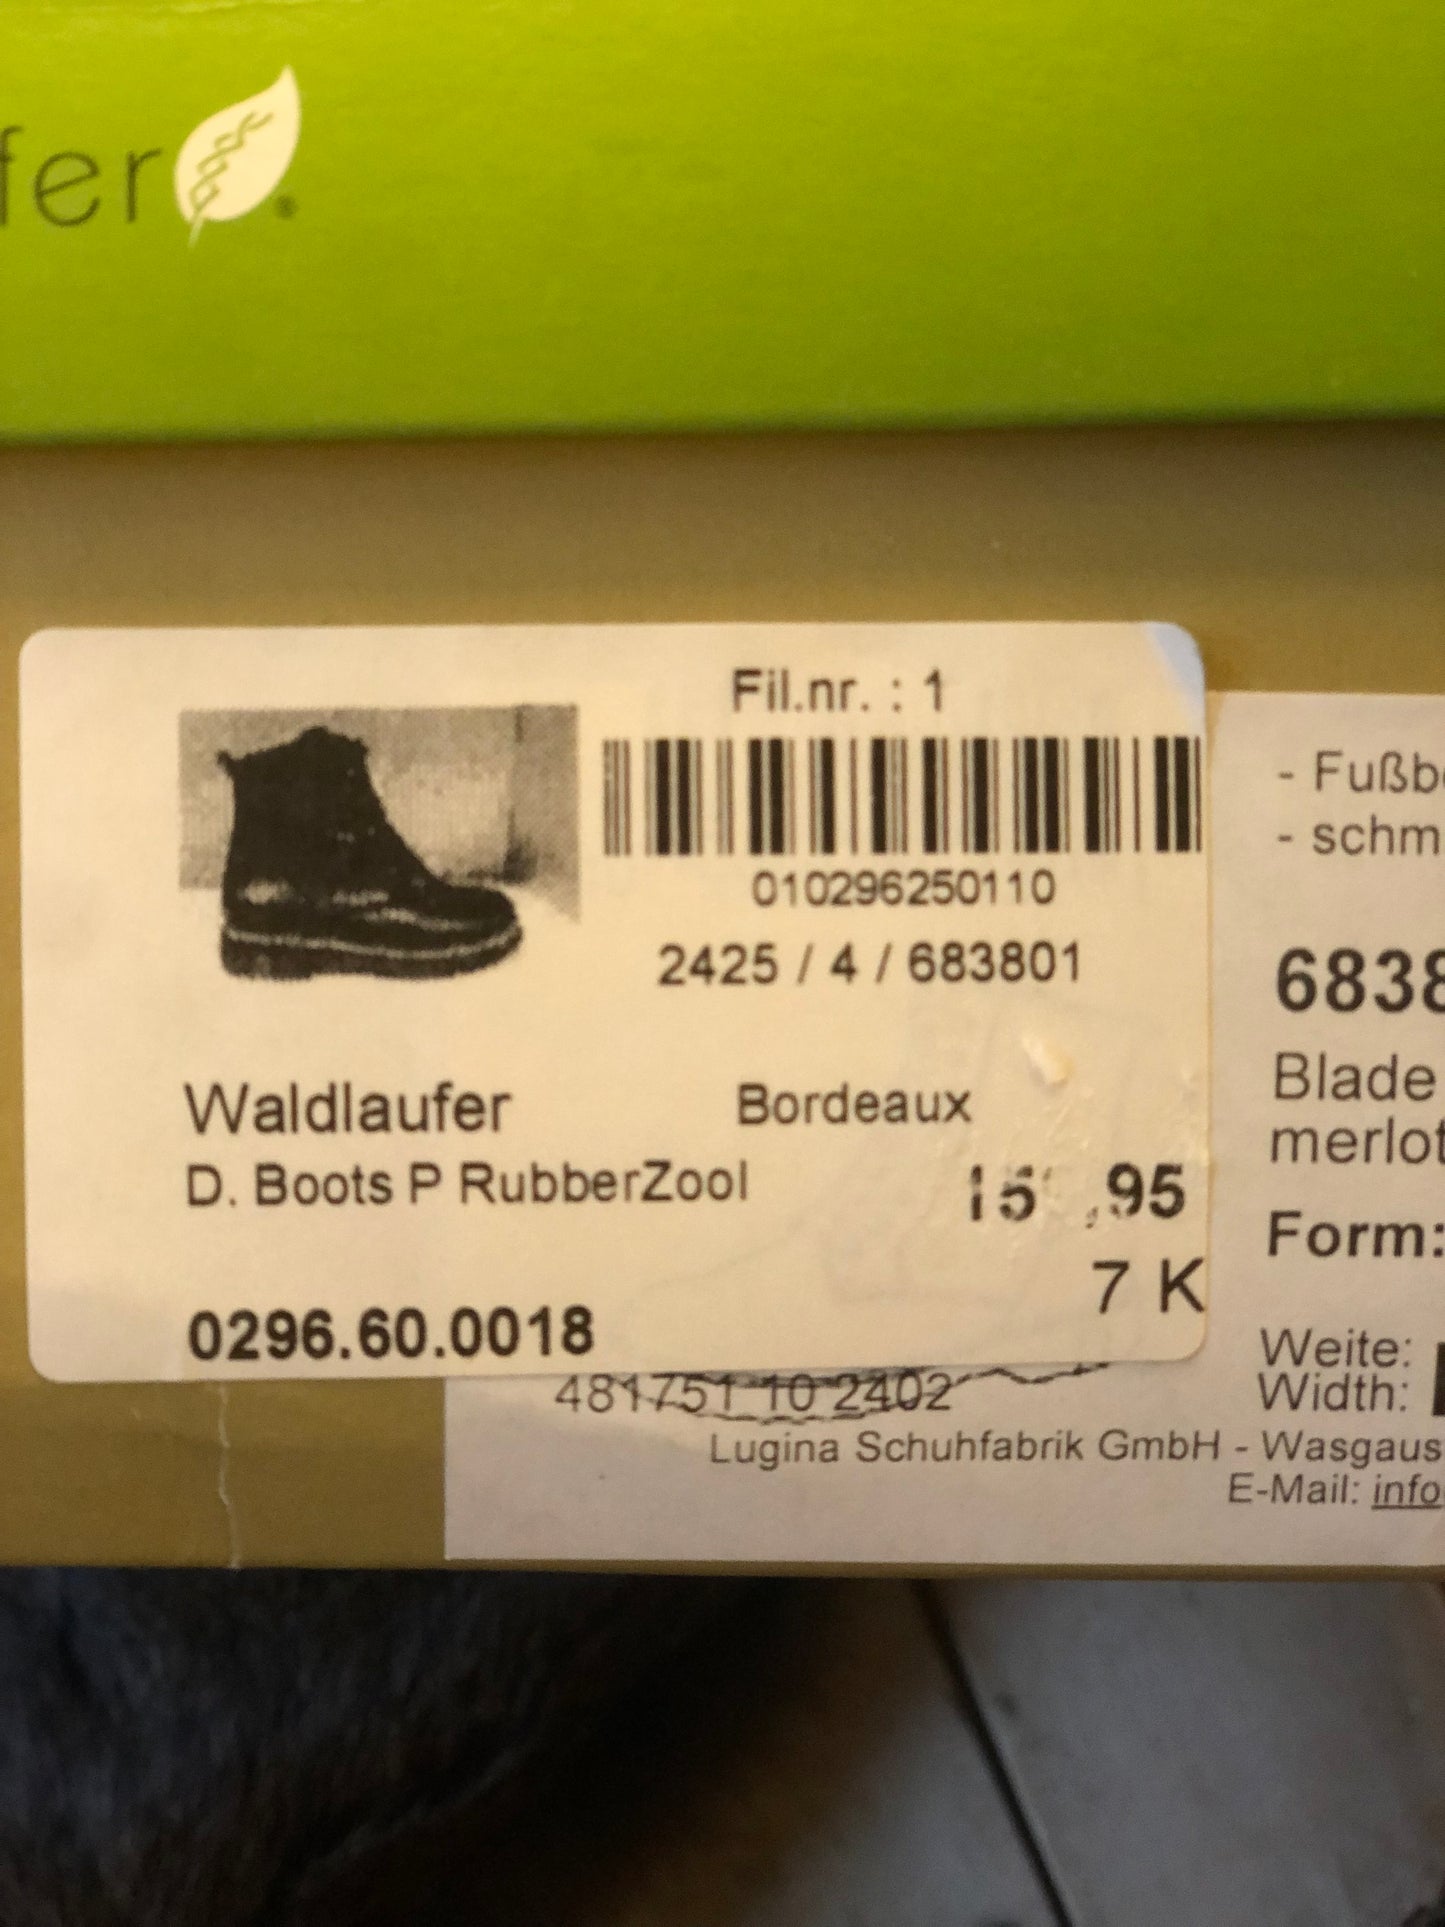 fer
Fil.nr. : 1
010296250110
2425 / 4 / 683801
Waldlaufer Bordeaux
D. Boots P RubberZool
,95
7 K
0296.60.0018
- Fußb
- schm
6838
Blade
merlot
Form:
Weite:
Width:
481751 10 2402
Lugina Schuhfabrik GmbH - Wasgaus
E-Mail: info